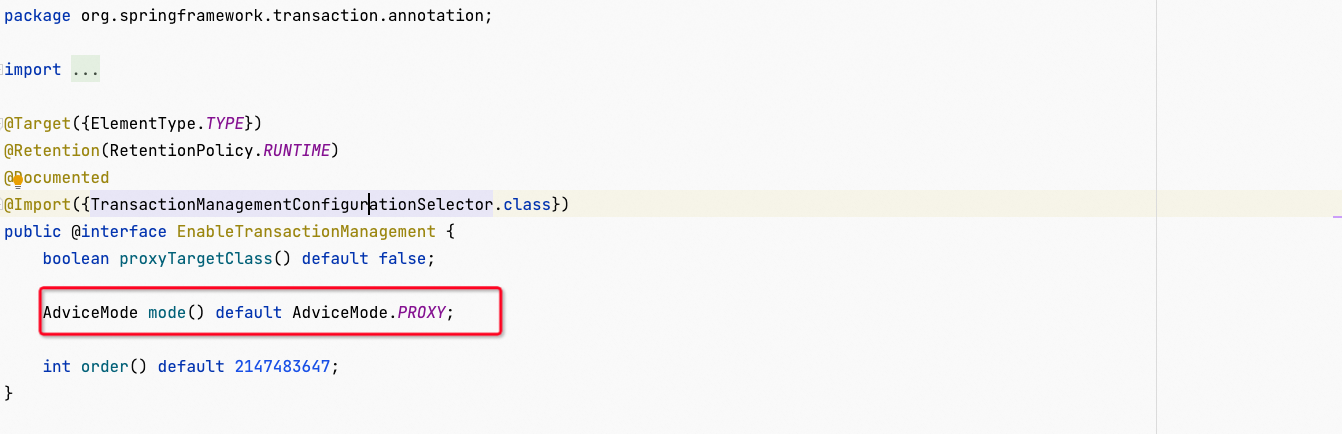 package org.springframework.transaction.annotation;
import ...
@Target({ElementType.TYPE})
@Retention(RetentionPolicy.RUNTIME)
@Documented
@Import({TransactionManagementConfigurationSelector.class})
public @interface EnableTransactionManagement {
boolean proxyTargetClass() default false;
AdviceMode mode() default AdviceMode.PROXY;
int order() default 2147483647;
}